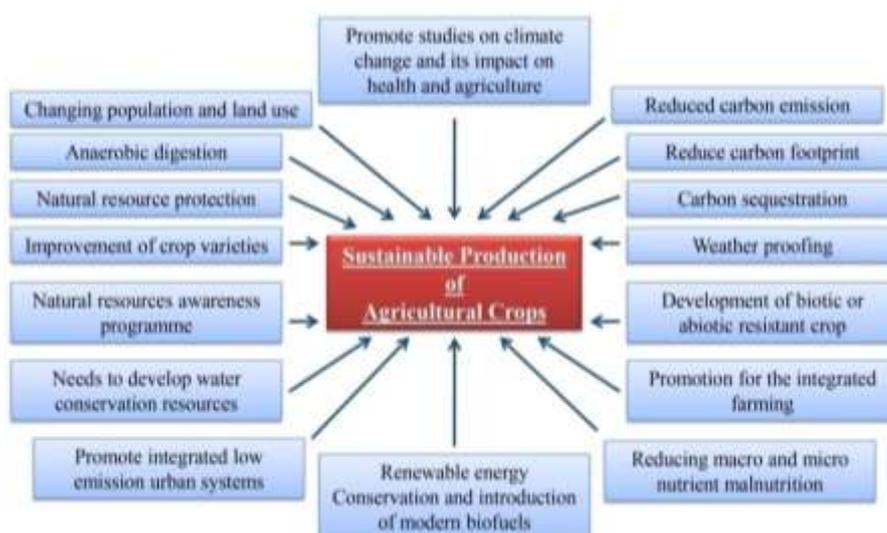 Promote studies on climate
change and its impact on
health and agriculture
Changing population and land use
Anaerobic digestion
Natural resource protection
Improvement of crop varieties
Natural resources awareness
programme
Needs to develop water
conservation resources
Promote integrated low
emission urban systems
Sustainable Production
of
Agricultural Crops
Renewable energy
Conservation and introduction
of modern biofuels
Reduced carbon emission
Reduce carbon footprint
Carbon sequestration
Weather proofing
Development of biotic or
abiotic resistant crop
Promotion for the integrated
farming
Reducing macro and micro
nutrient malnutrition